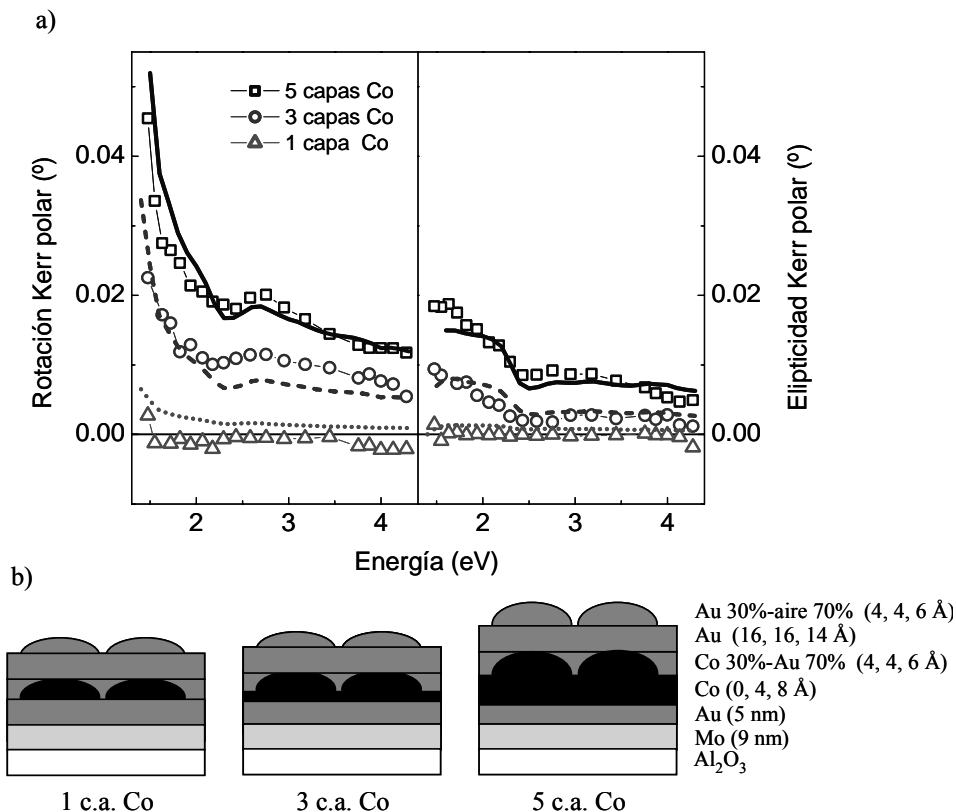 a)
5 capas Co
3 capas Co
1 capa Co
Rotación Kerr polar (º)
0.04
0.02
0.00
0.04
0.02
0.00
Elipticidad Kerr polar (º)
2 3 4 2 3 4
Energía (eV)
b)
Au 30%-aire 70% (4, 4, 6 Å)
Au (16, 16, 14 Å)
Co 30%-Au 70% (4, 4, 6 Å)
Co (0, 4, 8 Å)
Au (5 nm)
Mo (9 nm)
Al₂O₃
1 c.a. Co 3 c.a. Co 5 c.a. Co